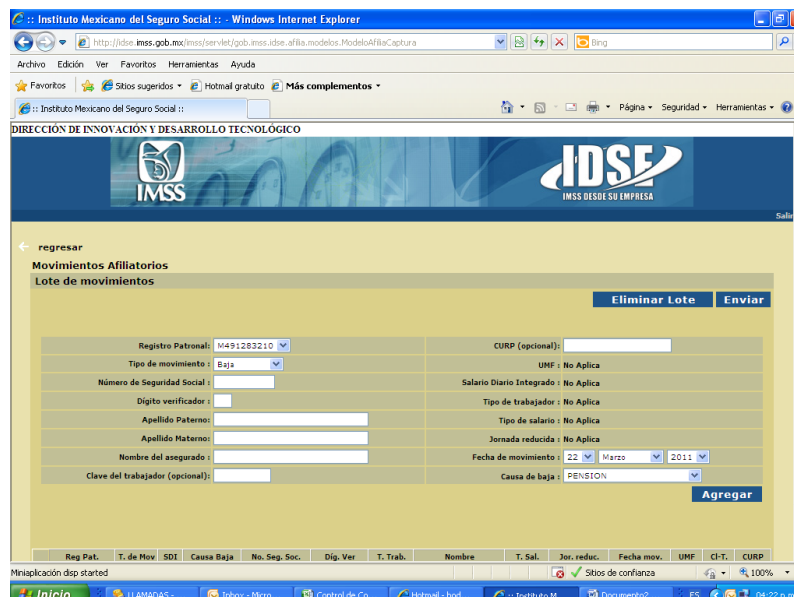 :: Instituto Mexicano del Seguro Social :: - Windows Internet Explorer
http://idse.imss.gob.mx/imss/servlet/gob.imss.idse.afilia.modelos.ModeloAfiliaCaptura
Bing
Archivo Edición Ver Favoritos Herramientas Ayuda
Favoritos Sitios sugeridos Hotmail gratuito Más complementos
:: Instituto Mexicano del Seguro Social ::
Página Seguridad Herramientas
DIRECCIÓN DE INNOVACIÓN Y DESARROLLO TECNOLÓGICO
IMSS
IDSE
IMSS DESDE SU EMPRESA
Salir
regresar
Movimientos Afiliatorios
Lote de movimientos
Eliminar Lote Enviar
Registro Patronal: M491283210 CURP (opcional):
Tipo de movimiento : Baja UMF : No Aplica
Número de Seguridad Social : Salario Diario Integrado : No Aplica
Dígito verificador : Tipo de trabajador : No Aplica
Apellido Paterno: Tipo de salario : No Aplica
Apellido Materno: Jornada reducida : No Aplica
Nombre del asegurado : Fecha de movimiento : 22 Marzo 2011
Clave del trabajador (opcional): Causa de baja : PENSION
Agregar
Reg Pat. T. de Mov SDI Causa Baja No. Seg. Soc. Díg. Ver T. Trab. Nombre T. Sal. Jor. reduc. Fecha mov. UMF Cl-T. CURP
Miniaplicación disp started Sitios de confianza 100%
Inicio LLAMADAS - Inbox - Micro... Control de Co... Hotmail - hod... :: Instituto M... Documento2 ... ES 04:22 p.m.